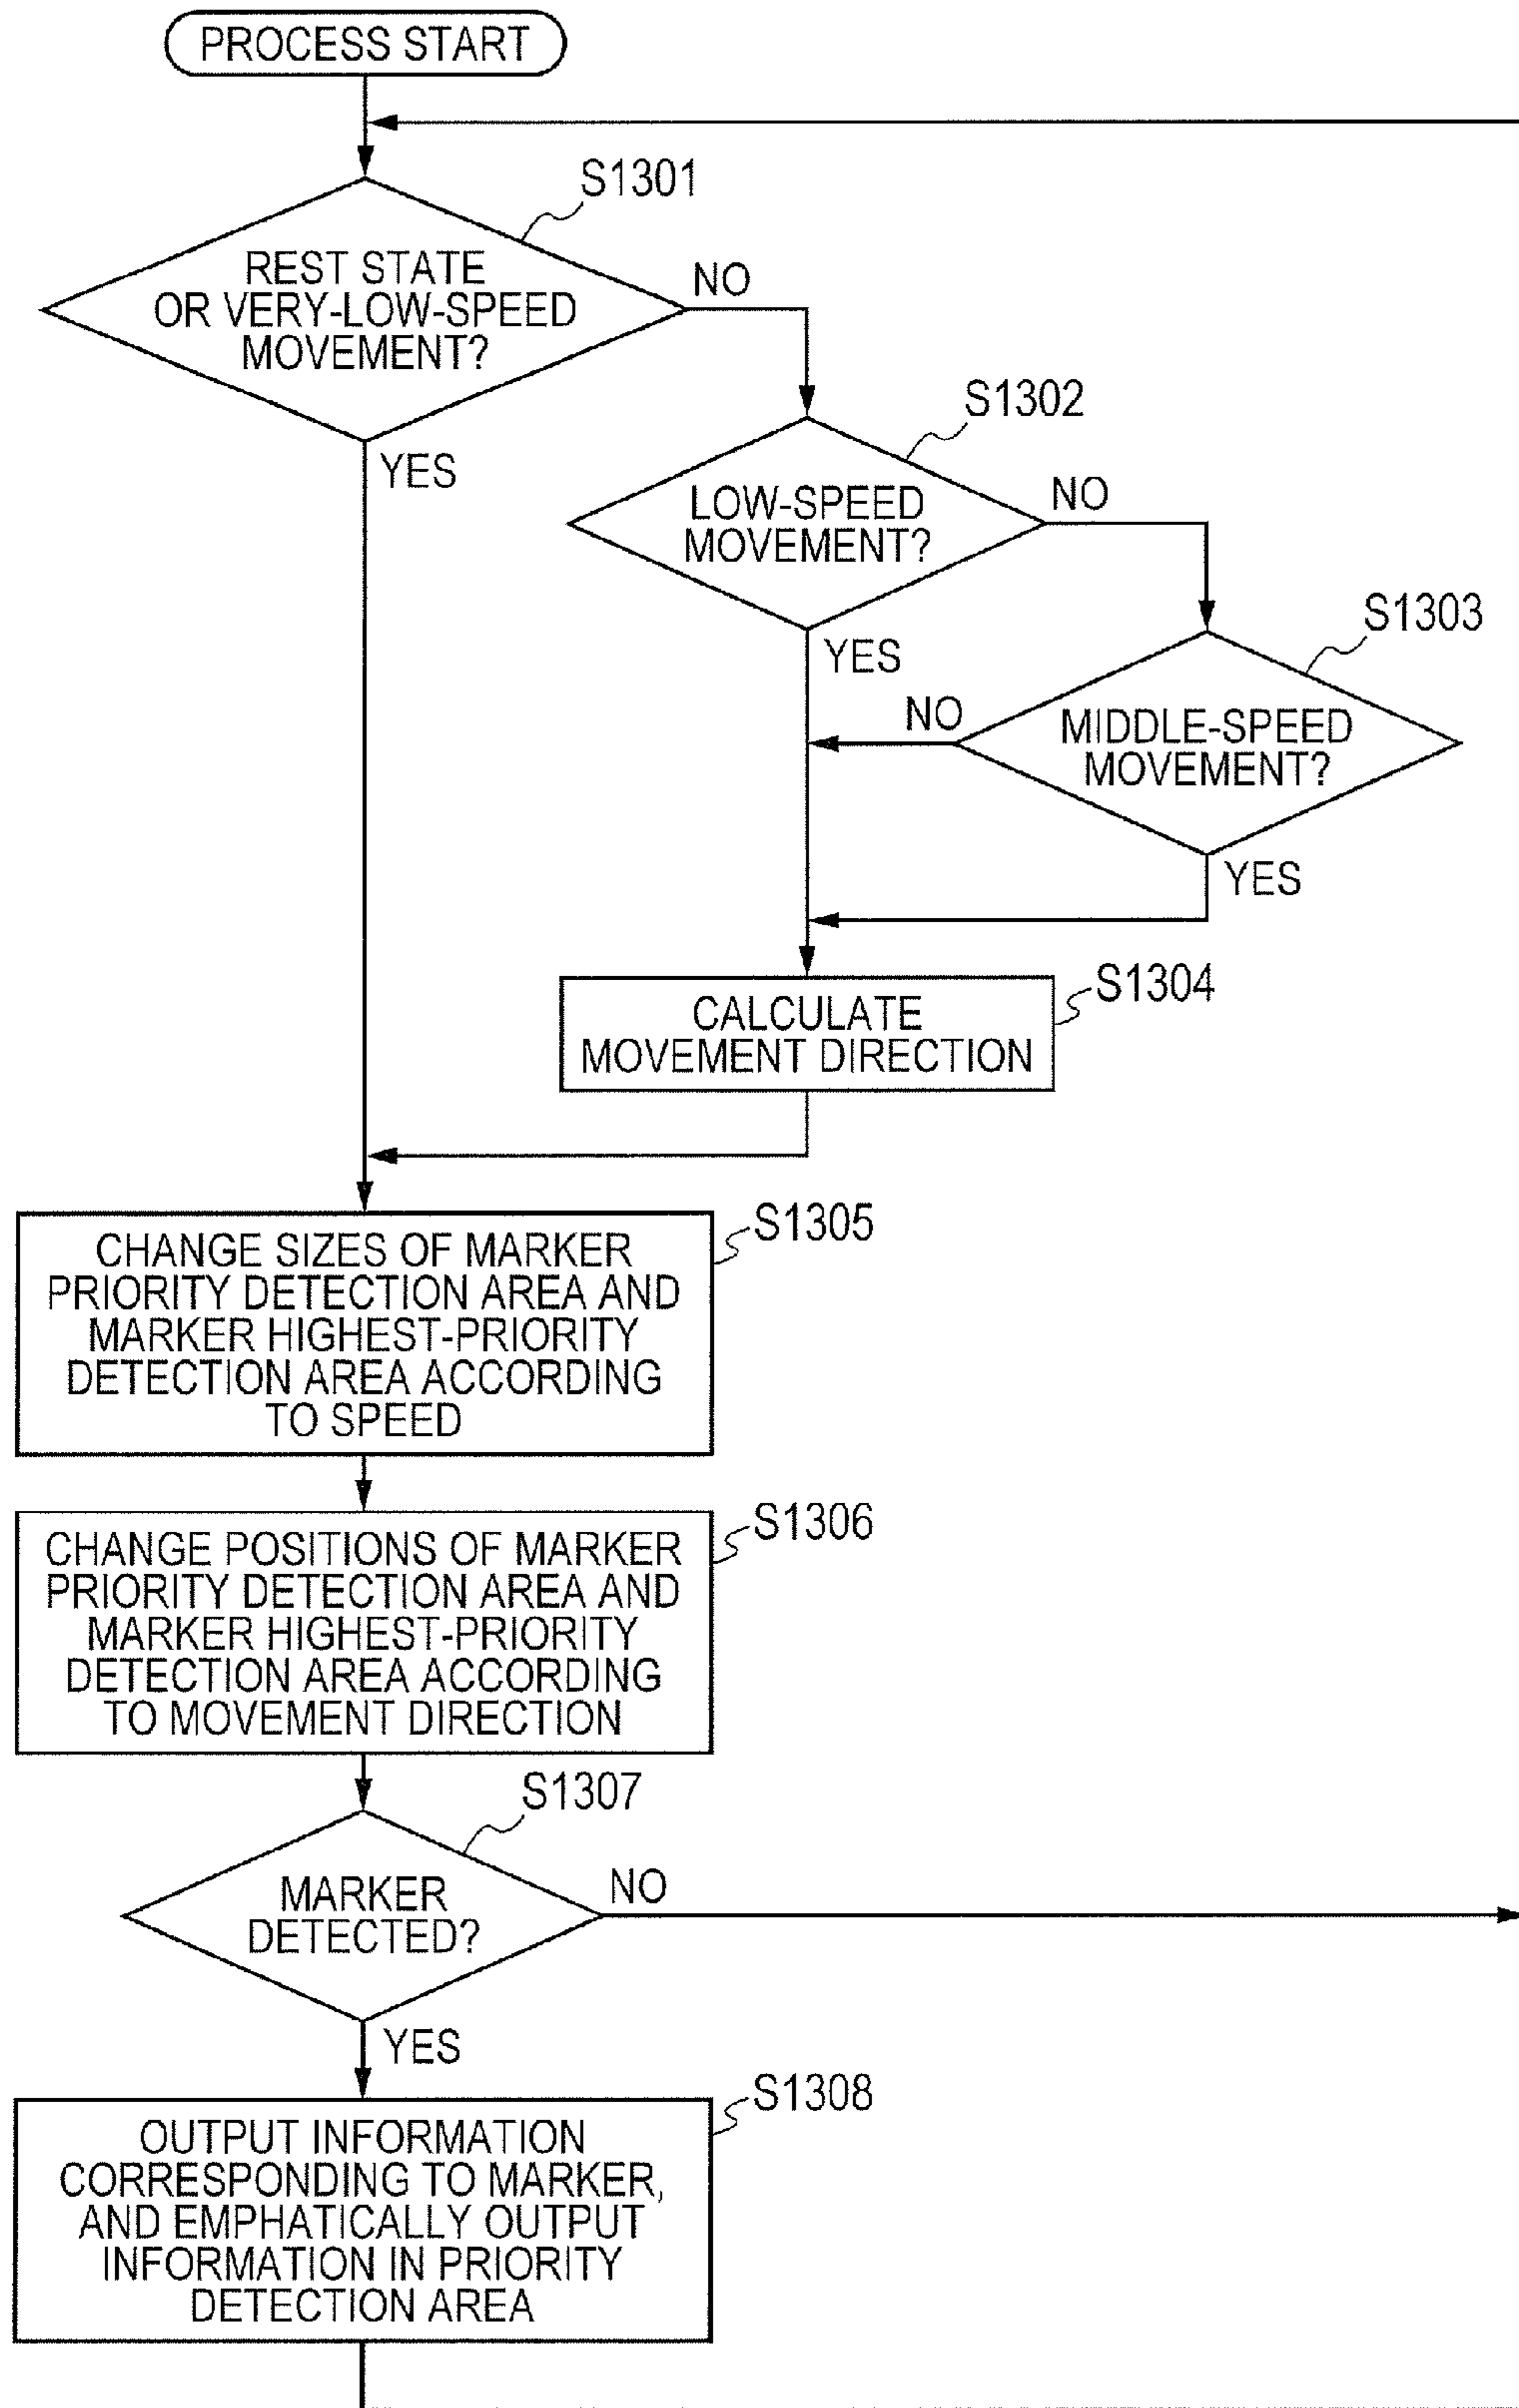 PROCESS START
S1301
REST STATE
OR VERY-LOW-SPEED
MOVEMENT?
NO
YES
S1302
LOW-SPEED
MOVEMENT?
NO
YES
S1303
MIDDLE-SPEED
MOVEMENT?
NO
YES
S1304
CALCULATE
MOVEMENT DIRECTION
S1305
CHANGE SIZES OF MARKER
PRIORITY DETECTION AREA AND
MARKER HIGHEST-PRIORITY
DETECTION AREA ACCORDING
TO SPEED
S1306
CHANGE POSITIONS OF MARKER
PRIORITY DETECTION AREA AND
MARKER HIGHEST-PRIORITY
DETECTION AREA ACCORDING
TO MOVEMENT DIRECTION
S1307
MARKER
DETECTED?
NO
YES
S1308
OUTPUT INFORMATION
CORRESPONDING TO MARKER,
AND EMPHATICALLY OUTPUT
INFORMATION IN PRIORITY
DETECTION AREA